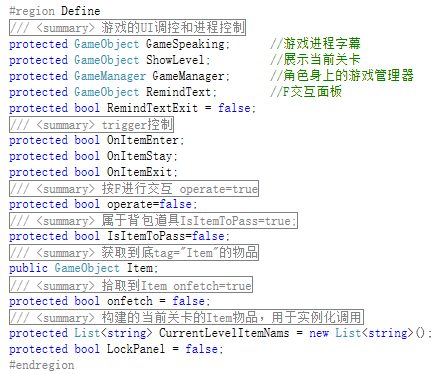 #region Define
/// <summary> 游戏的UI调控和进程控制
protected GameObject GameSpeaking;      //游戏进程字幕
protected GameObject ShowLevel;         //展示当前关卡
protected GameManager GameManager;      //角色身上的游戏管理器
protected GameObject RemindText;        //F交互面板
protected bool RemindTextExit = false;
/// <summary> trigger控制
protected bool OnItemEnter;
protected bool OnItemStay;
protected bool OnItemExit;
/// <summary> 按F进行交互 operate=true
protected bool operate=false;
/// <summary> 属于背包道具IsItemToPass=true;
protected bool IsItemToPass=false;
/// <summary> 获取到底tag="Item"的物品
public GameObject Item;
/// <summary> 拾取到Item onfetch=true
protected bool onfetch = false;
/// <summary> 构建的当前关卡的Item物品，用于实例化调用
protected List<string> CurrentLevelItemNams = new List<string>();
protected bool LockPanel = false;
#endregion